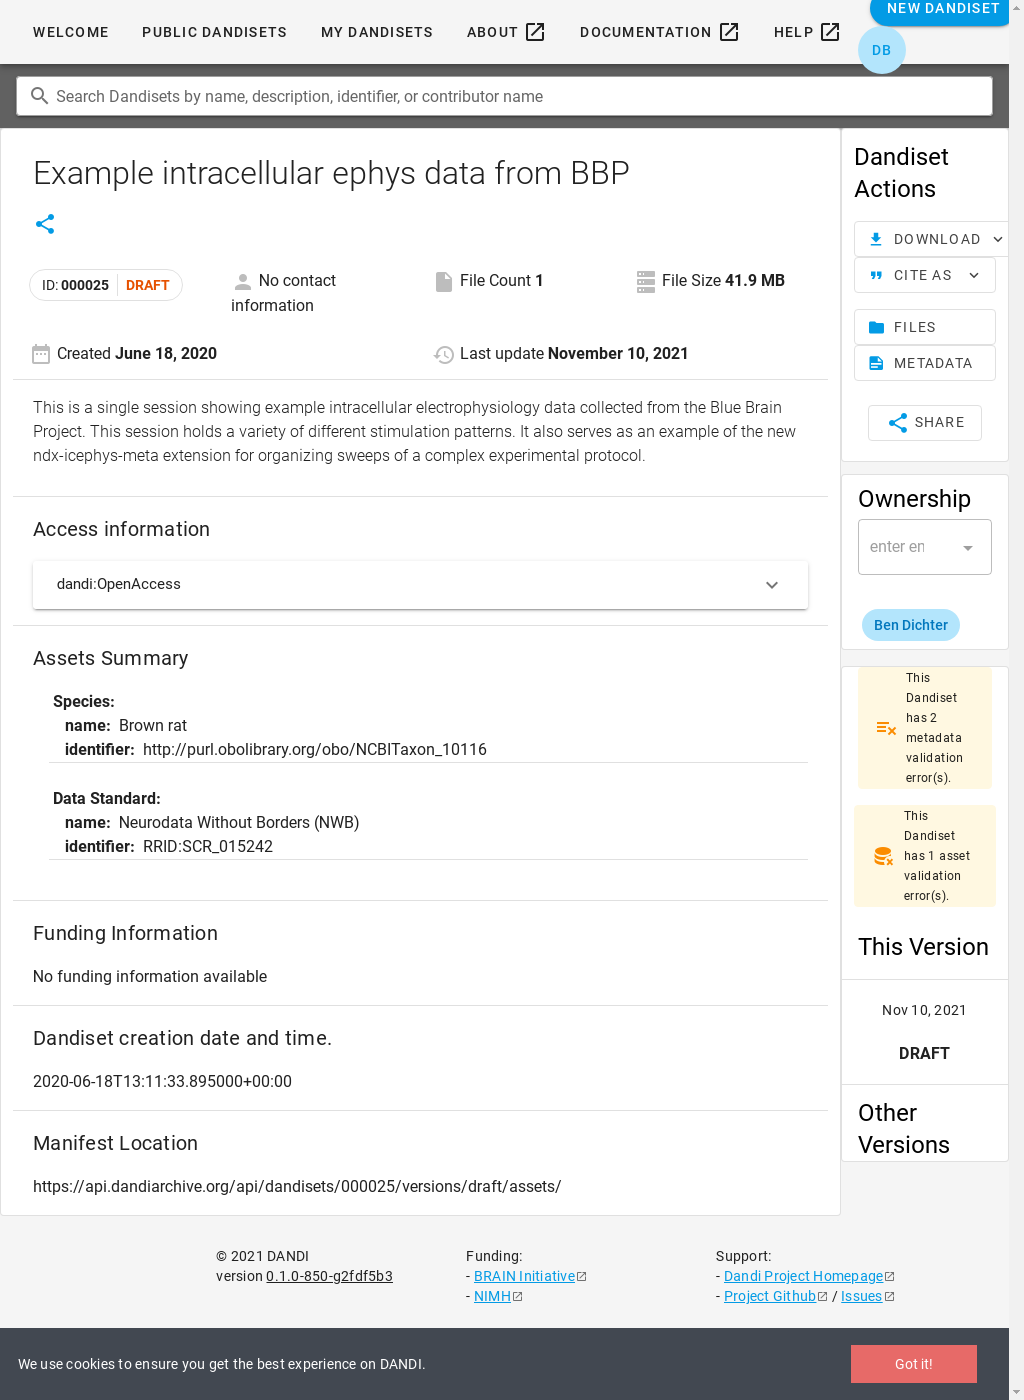 WELCOME PUBLIC DANDISETS MY DANDISETS ABOUT DOCUMENTATION HELP NEW DANDISET
DB
Search Dandisets by name, description, identifier, or contributor name
Example intracellular ephys data from BBP
ID: 000025 DRAFT
No contact information
File Count 1
File Size 41.9 MB
Created June 18, 2020
Last update November 10, 2021
This is a single session showing example intracellular electrophysiology data collected from the Blue Brain
Project. This session holds a variety of different stimulation patterns. It also serves as an example of the new
ndx-icephys-meta extension for organizing sweeps of a complex experimental protocol.
Access information
dandi:OpenAccess
Assets Summary
Species:
name: Brown rat
identifier: http://purl.obolibrary.org/obo/NCBITaxon_10116
Data Standard:
name: Neurodata Without Borders (NWB)
identifier: RRID:SCR_015242
Funding Information
No funding information available
Dandiset creation date and time.
2020-06-18T13:11:33.895000+00:00
Manifest Location
https://api.dandiarchive.org/api/dandisets/000025/versions/draft/assets/
Dandiset
Actions
DOWNLOAD
CITE AS
FILES
METADATA
SHARE
Ownership
enter
Ben Dichter
This
Dandiset
has 2
metadata
validation
error(s).
This
Dandiset
has 1 asset
validation
error(s).
This Version
Nov 10, 2021
DRAFT
Other
Versions
© 2021 DANDI
version 0.1.0-850-g2fdf5b3
Funding:
- BRAIN Initiative
- NIMH
Support:
- Dandi Project Homepage
- Project Github / Issues
We use cookies to ensure you get the best experience on DANDI.
Got it!